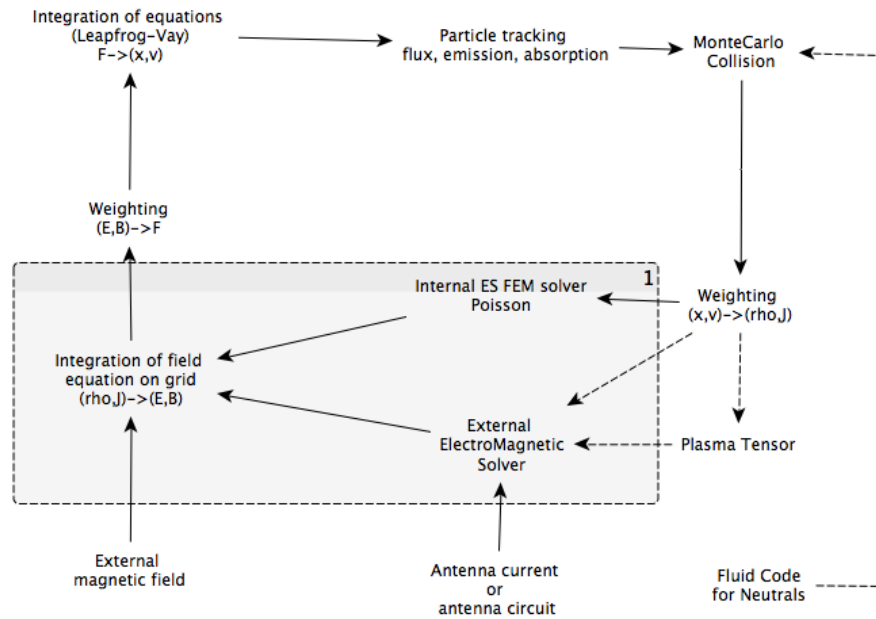 Integration of equations
(Leapfrog-Vay)
F->(x,v)
Particle tracking
flux, emission, absorption
MonteCarlo
Collision
Weighting
(E,B)->F
1
Internal ES FEM solver
Poisson
Weighting
(x,v)->(rho,J)
Integration of field
equation on grid
(rho,J)->(E,B)
External
ElectroMagnetic
Solver
Plasma Tensor
External
magnetic field
Antenna current
or
antenna circuit
Fluid Code
for Neutrals